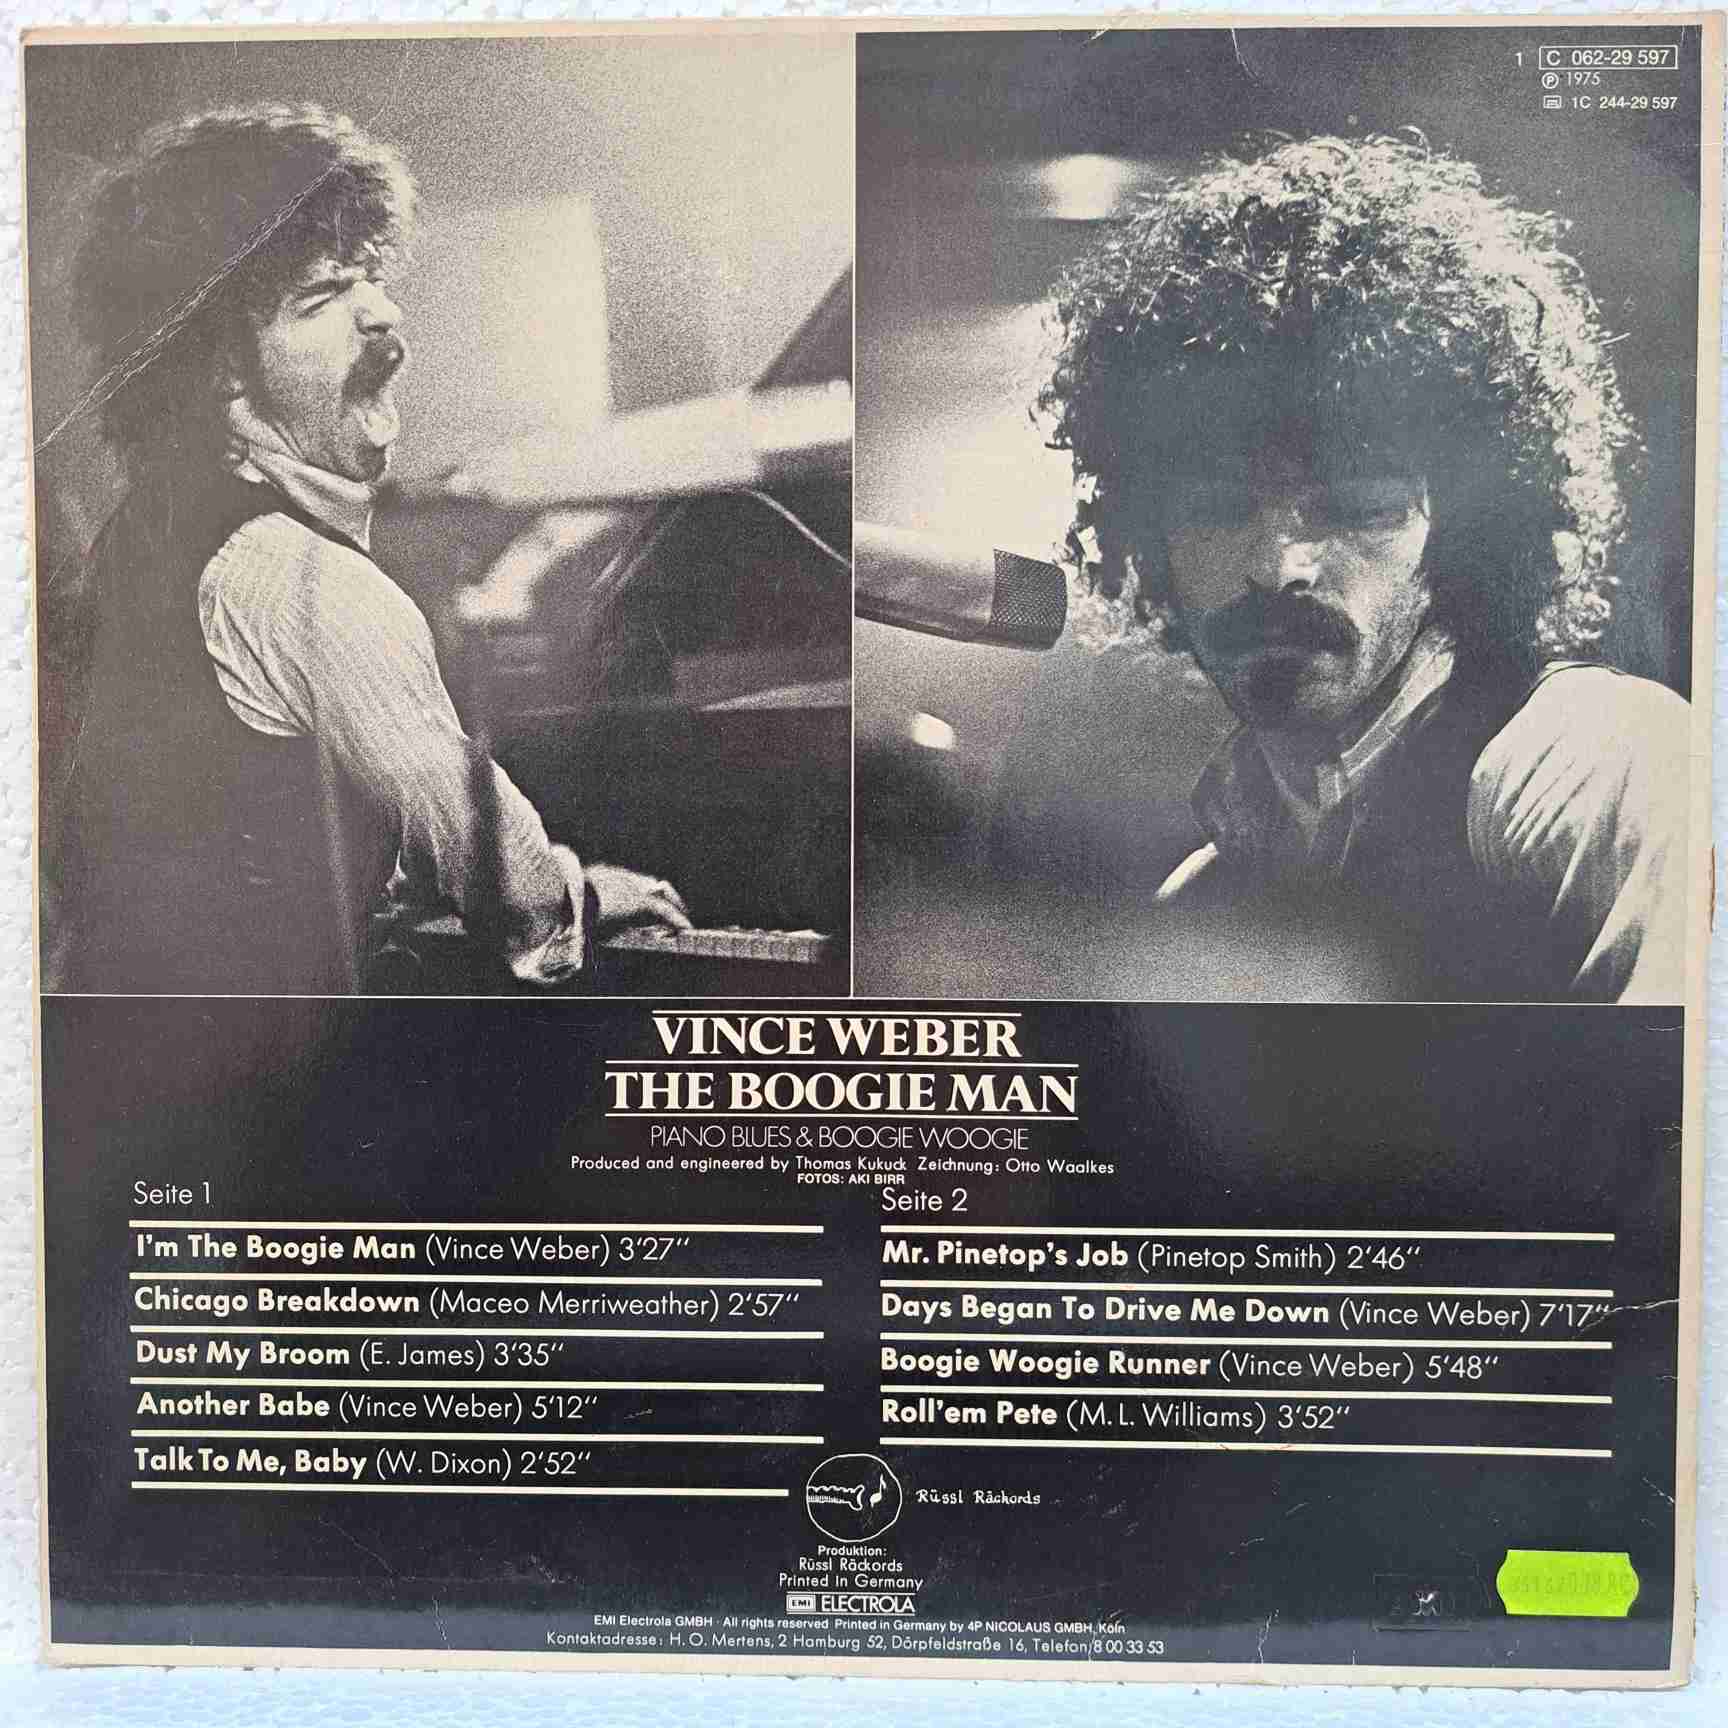 1 C 062-29 597
Ⓟ 1975
1C 244-29 597
VINCE WEBER
THE BOOGIE MAN
PIANO BLUES & BOOGIE WOOGIE
Produced and engineered by Thomas Kukuck Zeichnung: Otto Waalkes
FOTOS: AKI BIRR
Seite 1
I'm The Boogie Man (Vince Weber) 3'27"
Chicago Breakdown (Maceo Merriweather) 2'57"
Dust My Broom (E. James) 3'35"
Another Babe (Vince Weber) 5'12"
Talk To Me, Baby (W. Dixon) 2'52"
Seite 2
Mr. Pinetop's Job (Pinetop Smith) 2'46"
Days Began To Drive Me Down (Vince Weber) 7'17"
Boogie Woogie Runner (Vince Weber) 5'48"
Roll'em Pete (M. L. Williams) 3'52"
Rüssl Räckords
Produktion:
Rüssl Räckords
Printed in Germany
EMI ELECTROLA
EMI Electrola GMBH · All rights reserved Printed in Germany by 4P NICOLAUS GMBH, Köln
Kontaktadresse: H. O. Mertens, 2 Hamburg 52, Dörpfeldstraße 16, Telefon 8 00 33 53